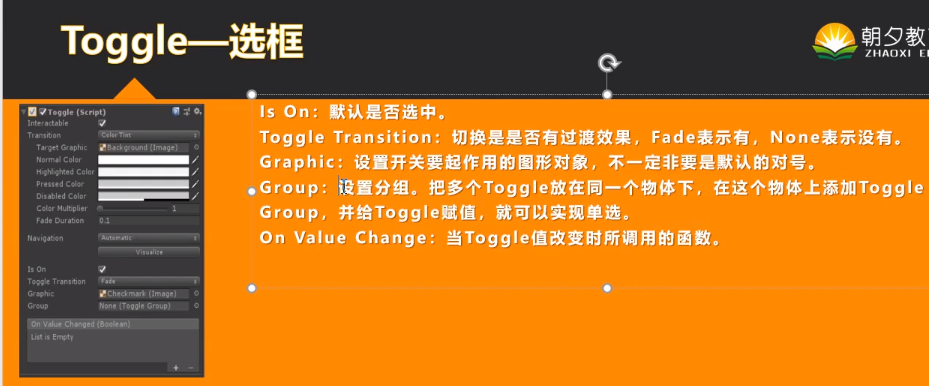 Toggle—选框
朝夕教
ZHAOXI E
Toggle (Script)
Interactable
Transition
Color Tint
Target Graphic
Background (Image)
Normal Color
Highlighted Color
Pressed Color
Disabled Color
Color Multiplier
1
Fade Duration
0.1
Navigation
Automatic
Visualize
Is On
Toggle Transition
Fade
Graphic
Checkmark (Image)
Group
None (Toggle Group)
On Value Changed (Boolean)
List is Empty
Is On：默认是否选中。
Toggle Transition：切换是是否有过渡效果，Fade表示有，None表示没有。
Graphic：设置开关要起作用的图形对象，不一定非要是默认的对号。
Group：设置分组。把多个Toggle放在同一个物体下，在这个物体上添加Toggle
Group，并给Toggle赋值，就可以实现单选。
On Value Change：当Toggle值改变时所调用的函数。